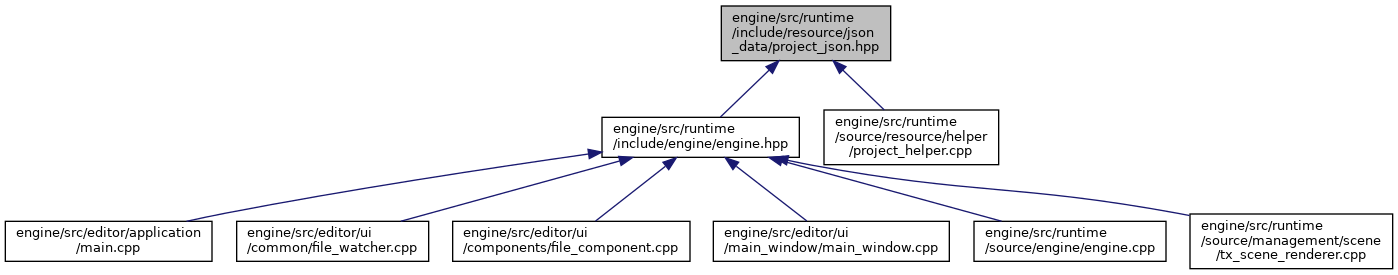 engine/src/runtime
/include/resource/json
_data/project_json.hpp
engine/src/runtime
/include/engine/engine.hpp
engine/src/runtime
/source/resource/helper
/project_helper.cpp
engine/src/editor/application
/main.cpp
engine/src/editor/ui
/common/file_watcher.cpp
engine/src/editor/ui
/components/file_component.cpp
engine/src/editor/ui
/main_window/main_window.cpp
engine/src/runtime
/source/engine/engine.cpp
engine/src/runtime
/source/management/scene
/tx_scene_renderer.cpp